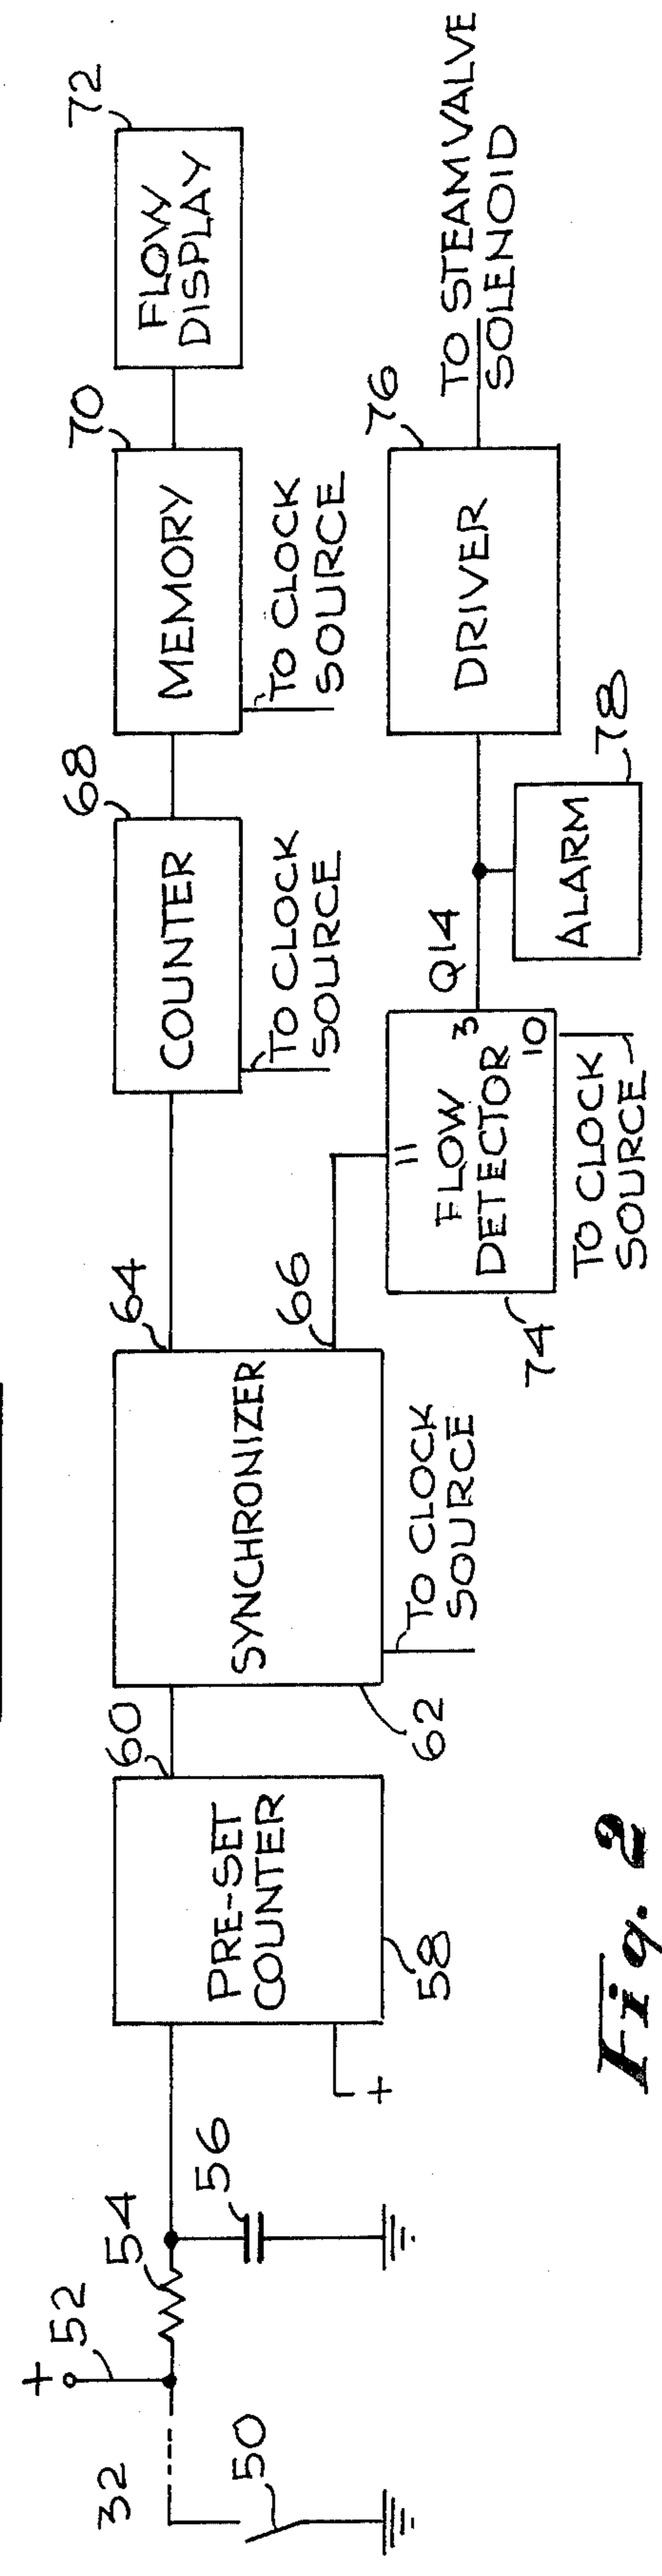 32
50
+
52
54
56
+
PRE-SET
COUNTER
58
60
SYNCHRONIZER
62
TO CLOCK
SOURCE
64
66
COUNTER
68
TO CLOCK
SOURCE
MEMORY
70
TO CLOCK
SOURCE
FLOW
DISPLAY
72
11
FLOW
DETECTOR
3
10
74
TO CLOCK
SOURCE
Q14
ALARM
78
DRIVER
76
TO STEAM VALVE
SOLENOID
Fig. 2